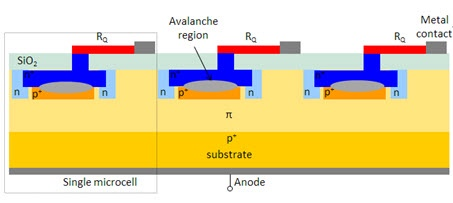 Avalanche
region
Metal
contact
R_Q
R_Q
R_Q
SiO₂
n⁺
n⁺
n⁺
n
p⁺
n
n
p⁺
n
n
p⁺
n
π
p⁺
substrate
Single microcell
Anode